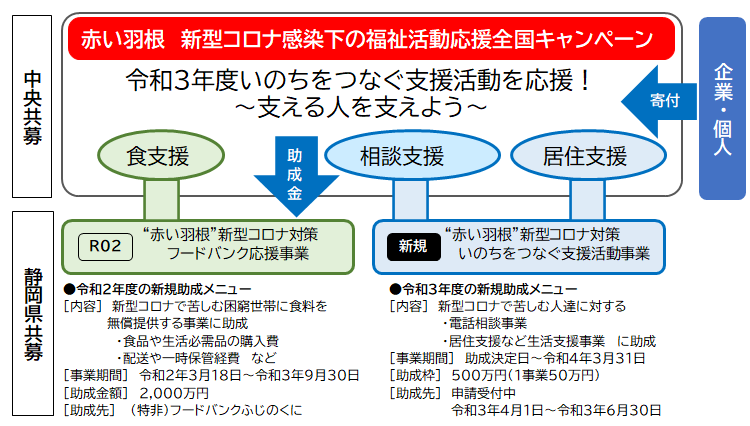 赤い羽根 新型コロナ感染下の福祉活動応援全国キャンペーン
中央共募
令和3年度いのちをつなぐ支援活動を応援!
~支える人を支えよう~
寄付
企業・個人
食支援
助成金
相談支援
居住支援
静岡県共募
R02
“赤い羽根”新型コロナ対策
フードバンク応援事業
新規
“赤い羽根”新型コロナ対策
いのちをつなぐ支援活動事業
●令和2年度の新規助成メニュー
[内容] 新型コロナで苦しむ困窮世帯に食料を
無償提供する事業に助成
・食品や生活必需品の購入費
・配送や一時保管経費 など
[事業期間] 令和2年3月18日~令和3年9月30日
[助成金額] 2,000万円
[助成先] (特非)フードバンクふじのくに
●令和3年度の新規助成メニュー
[内容] 新型コロナで苦しむ人達に対する
・電話相談事業
・居住支援など生活支援事業 に助成
[事業期間] 助成決定日~令和4年3月31日
[助成枠] 500万円(1事業50万円)
[助成先] 申請受付中
令和3年4月1日~令和3年6月30日